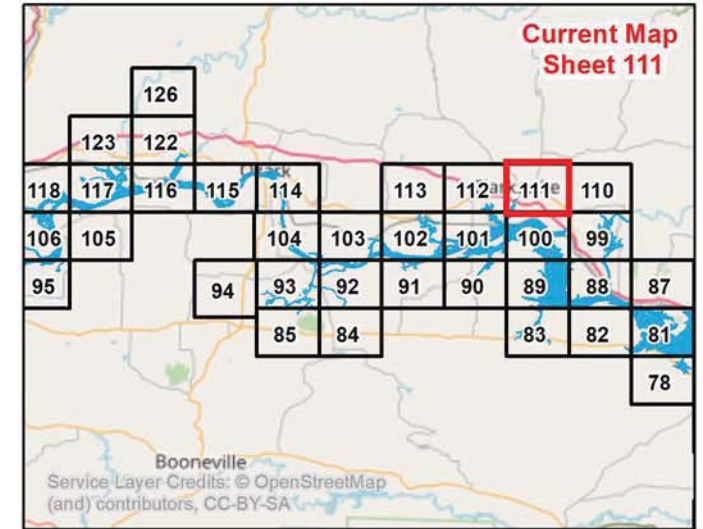 Current Map
Sheet 111
126
123 122
118 117 116 115 114 113 112 111 110
106 105 104 103 102 101 100 99
95 94 93 92 91 90 89 88 87
85 84 83 82 81
78
Booneville
Service Layer Credits: © OpenStreetMap
(and) contributors, CC-BY-SA